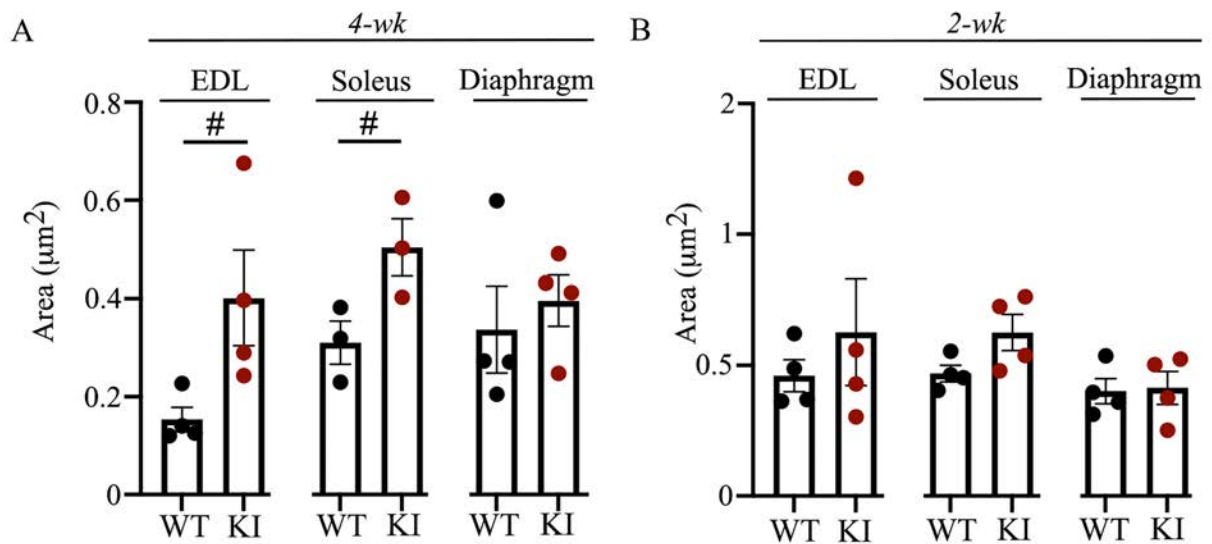 A
4-wk
EDL Soleus Diaphragm
# #
Area (μm²)
0.8
0.6
0.4
0.2
0
WT KI WT KI WT KI
B
2-wk
EDL Soleus Diaphragm
Area (μm²)
2
1
0.5
0
WT KI WT KI WT KI